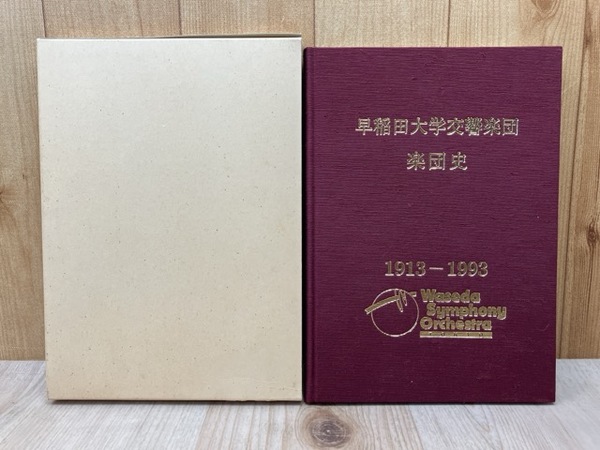 早稲田大学交響楽団
楽団史
1913－1993
Waseda
Symphony
Orchestra